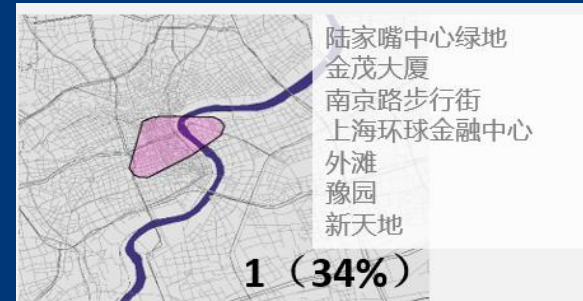 陆家嘴中心绿地
金茂大厦
南京路步行街
上海环球金融中心
外滩
豫园
新天地
1（34%）